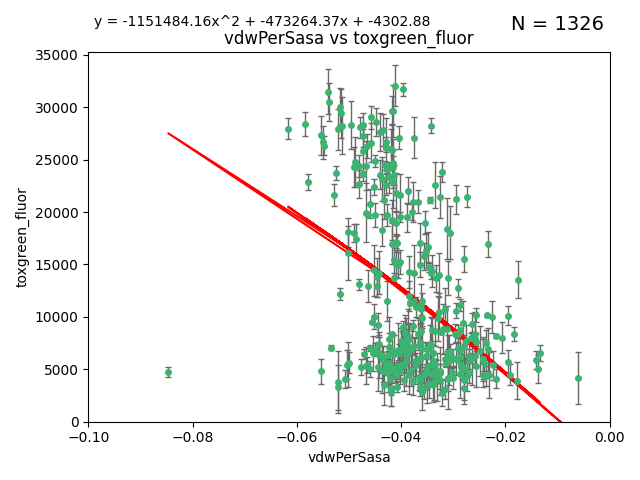 y = -1151484.16x^2 + -473264.37x + -4302.88
N = 1326
vdwPerSasa vs toxgreen_fluor
35000
30000
25000
20000
15000
10000
5000
0
toxgreen_fluor
−0.10
−0.08
−0.06
−0.04
−0.02
0.00
vdwPerSasa